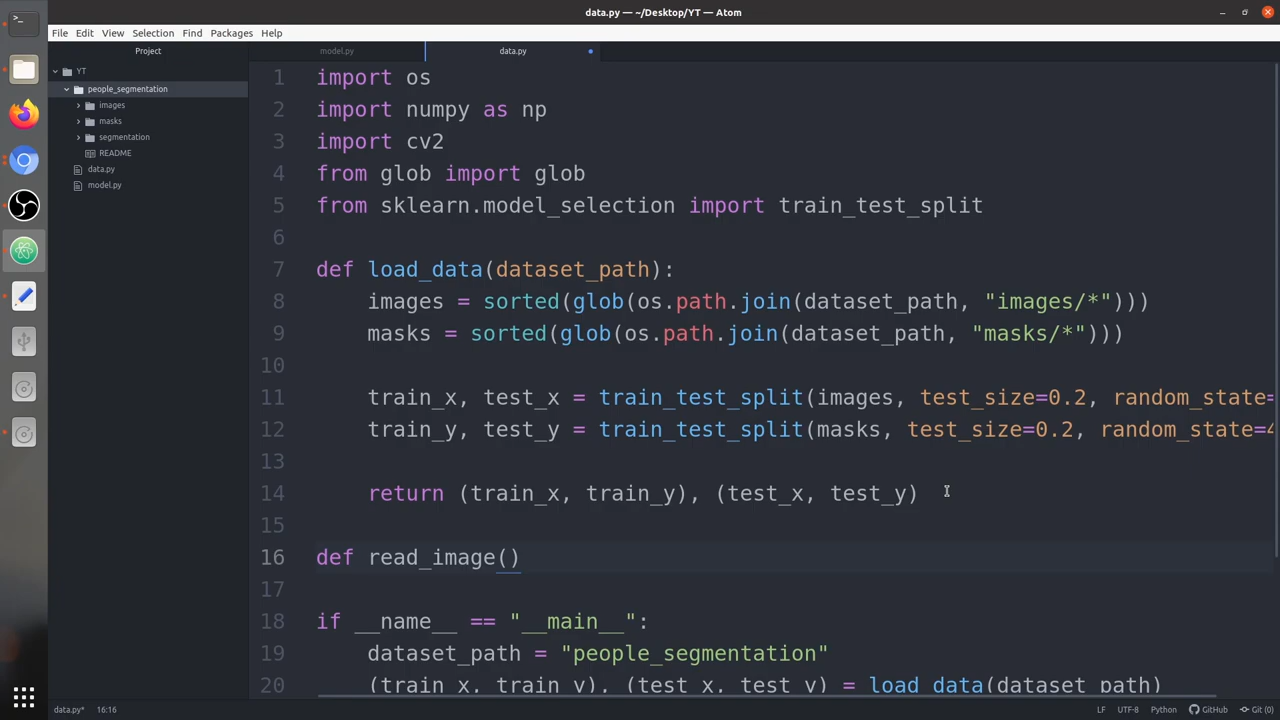 data.py — ~/Desktop/YT — Atom
File Edit View Selection Find Packages Help
Project
model.py
data.py
YT
people_segmentation
images
masks
segmentation
README
data.py
model.py
1 import os
2 import numpy as np
3 import cv2
4 from glob import glob
5 from sklearn.model_selection import train_test_split
6
7 def load_data(dataset_path):
8 images = sorted(glob(os.path.join(dataset_path, "images/*")))
9 masks = sorted(glob(os.path.join(dataset_path, "masks/*")))
10
11 train_x, test_x = train_test_split(images, test_size=0.2, random_state=
12 train_y, test_y = train_test_split(masks, test_size=0.2, random_state=4
13
14 return (train_x, train_y), (test_x, test_y)
15
16 def read_image()
17
18 if __name__ == "__main__":
19 dataset_path = "people_segmentation"
20 (train_x, train_y), (test_x, test_y) = load_data(dataset_path)
data.py* 16:16 LF UTF-8 Python GitHub Git (0)